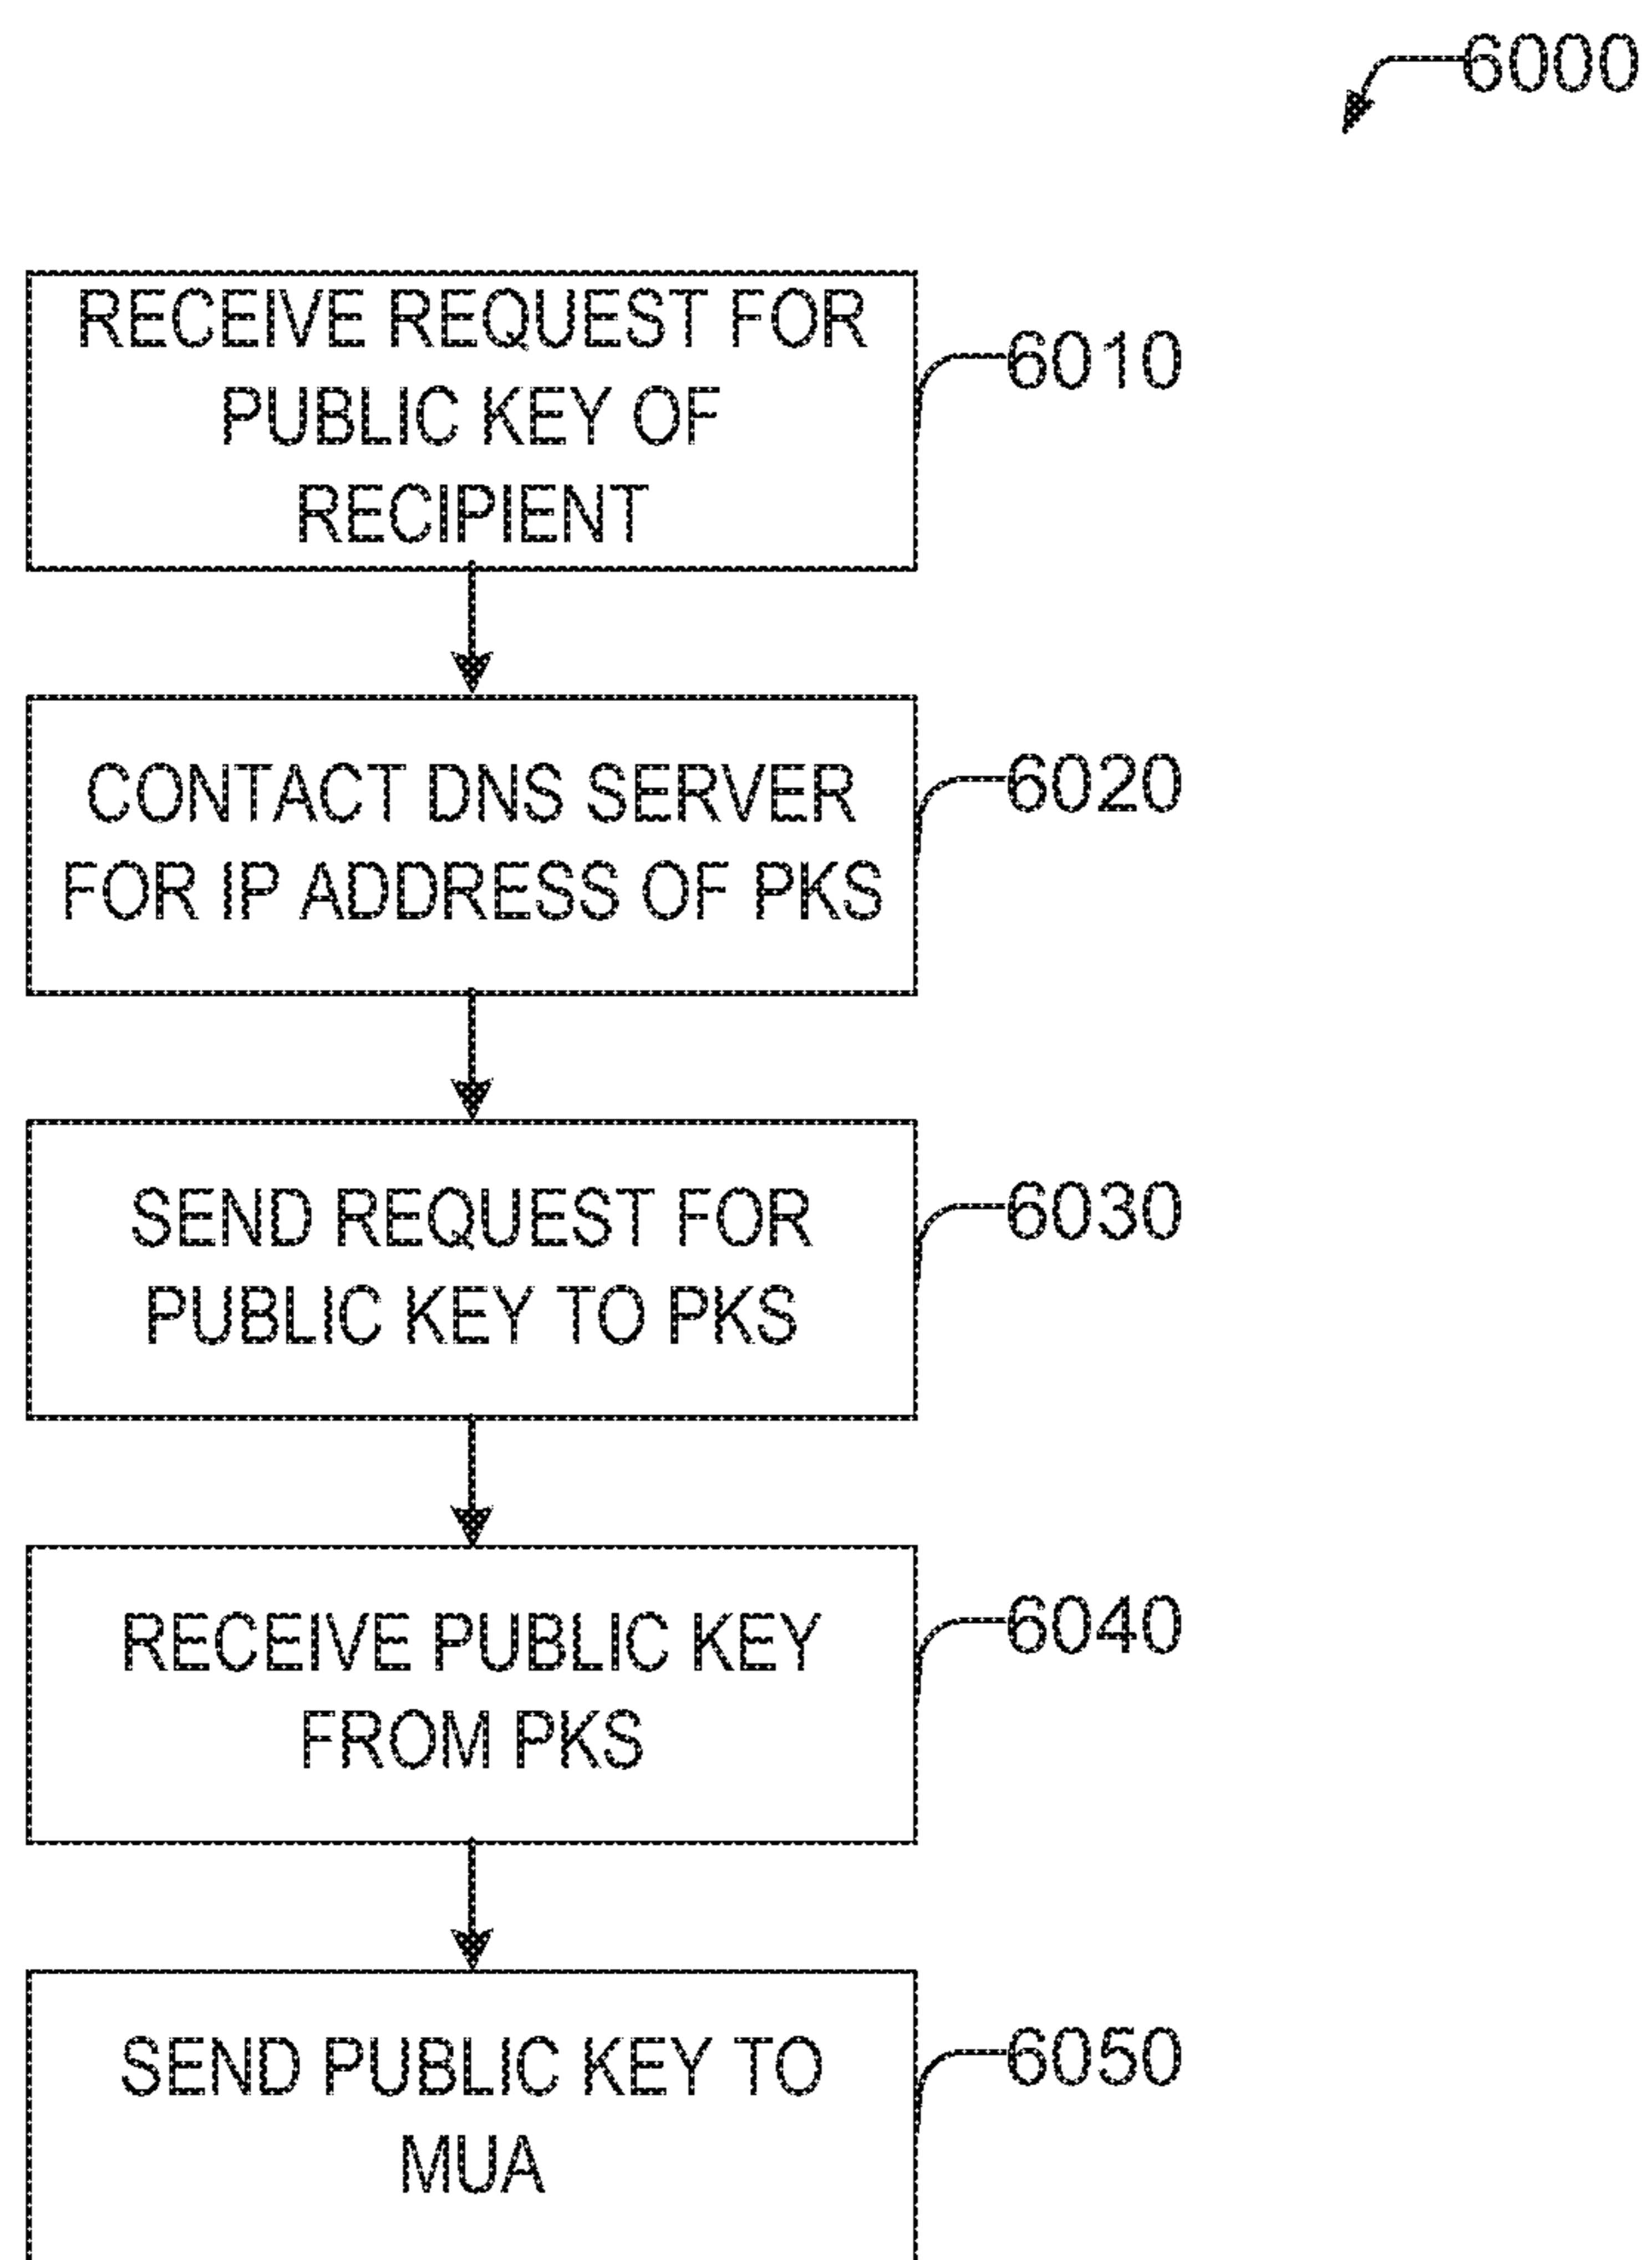 6000
RECEIVE REQUEST FOR
PUBLIC KEY OF
RECIPIENT
6010
CONTACT DNS SERVER
FOR IP ADDRESS OF PKS
6020
SEND REQUEST FOR
PUBLIC KEY TO PKS
6030
RECEIVE PUBLIC KEY
FROM PKS
6040
SEND PUBLIC KEY TO
MUA
6050